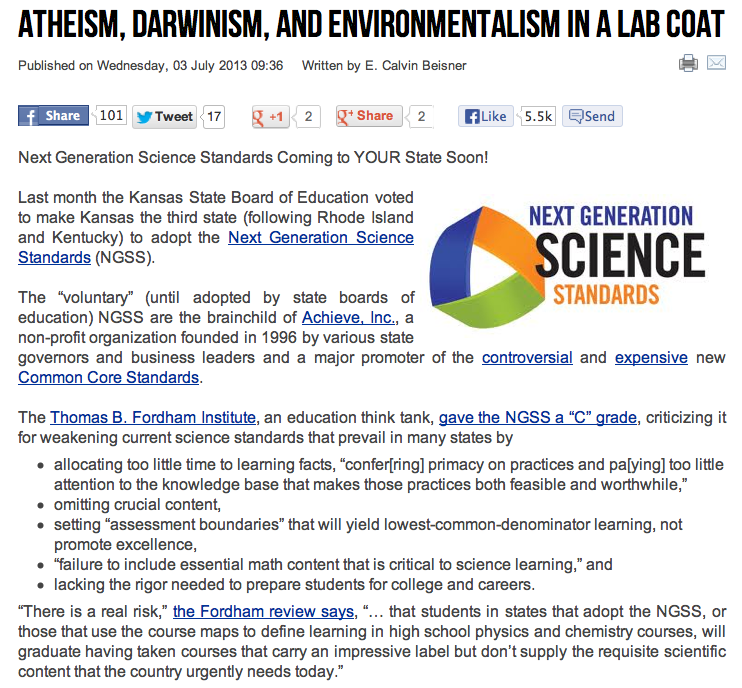 ATHEISM, DARWINISM, AND ENVIRONMENTALISM IN A LAB COAT
Published on Wednesday, 03 July 2013 09:36 Written by E. Calvin Beisner
f Share 101 Tweet 17 g +1 2 g+ Share 2 f Like 5.5k Send
Next Generation Science Standards Coming to YOUR State Soon!
Last month the Kansas State Board of Education voted
to make Kansas the third state (following Rhode Island
and Kentucky) to adopt the Next Generation Science
Standards (NGSS).
NEXT GENERATION
SCIENCE
STANDARDS
The “voluntary” (until adopted by state boards of
education) NGSS are the brainchild of Achieve, Inc., a
non-profit organization founded in 1996 by various state
governors and business leaders and a major promoter of the controversial and expensive new
Common Core Standards.
The Thomas B. Fordham Institute, an education think tank, gave the NGSS a “C” grade, criticizing it
for weakening current science standards that prevail in many states by
• allocating too little time to learning facts, “confer[ring] primacy on practices and pa[ying] too little
attention to the knowledge base that makes those practices both feasible and worthwhile,”
• omitting crucial content,
• setting “assessment boundaries” that will yield lowest-common-denominator learning, not
promote excellence,
• “failure to include essential math content that is critical to science learning,” and
• lacking the rigor needed to prepare students for college and careers.
“There is a real risk,” the Fordham review says, “… that students in states that adopt the NGSS, or
those that use the course maps to define learning in high school physics and chemistry courses, will
graduate having taken courses that carry an impressive label but don’t supply the requisite scientific
content that the country urgently needs today.”